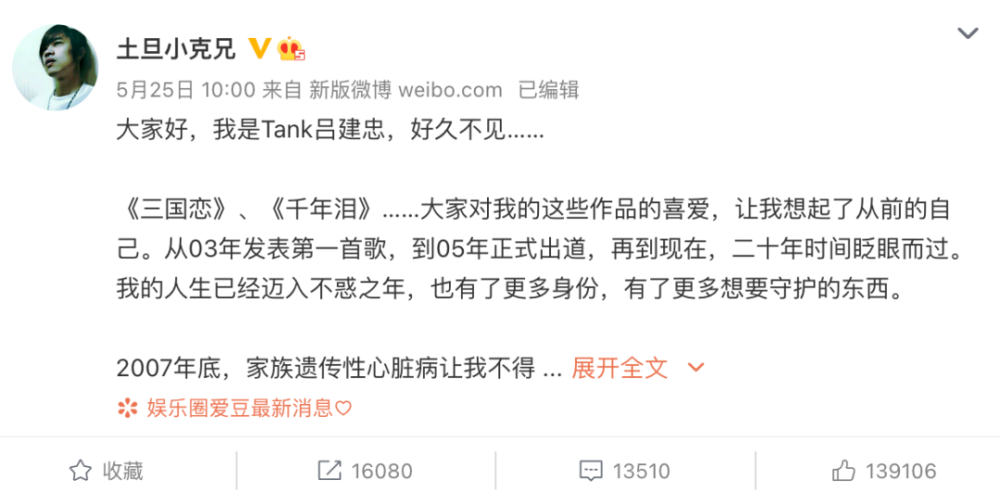 土旦小克兄
5月25日 10:00 来自 新版微博 weibo.com 已编辑
大家好，我是Tank吕建忠，好久不见……
《三国恋》、《千年泪》……大家对我的这些作品的喜爱，让我想起了从前的自
己。从03年发表第一首歌，到05年正式出道，再到现在，二十年时间眨眼而过。
我的人生已经迈入不惑之年，也有了更多身份，有了更多想要守护的东西。
2007年底，家族遗传性心脏病让我不得 ... 展开全文
娱乐圈爱豆最新消息♡
收藏 16080 13510 139106